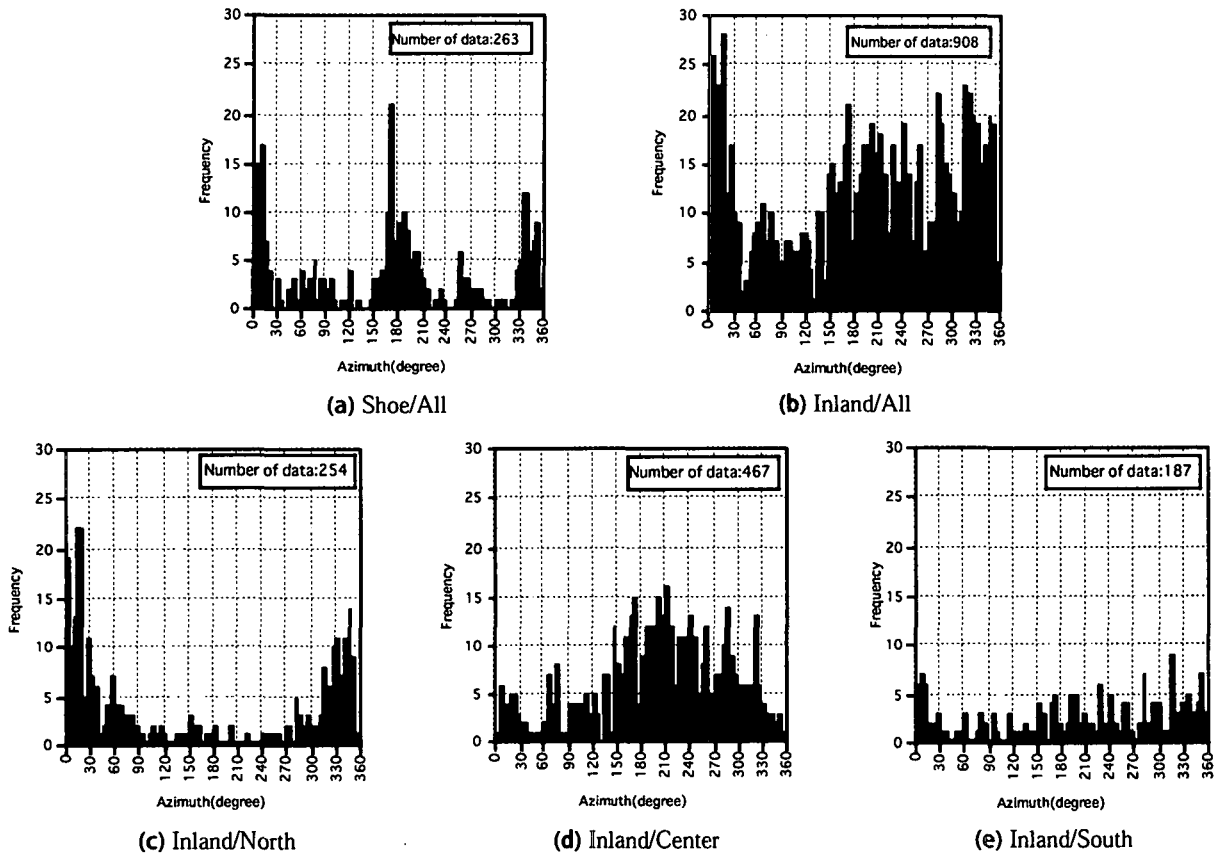 30
25
20
15
10
5
0
Frequency
Number of data:263
0 30 60 90 120 150 180 210 240 270 300 330 360
Azimuth(degree)
(a) Shoe/All
30
25
20
15
10
5
0
Frequency
Number of data:908
0 30 60 90 120 150 180 210 240 270 300 330 360
Azimuth(degree)
(b) Inland/All
30
25
20
15
10
5
0
Frequency
Number of data:254
0 30 60 90 120 150 180 210 240 270 300 330 360
Azimuth(degree)
(c) Inland/North
30
25
20
15
10
5
0
Frequency
Number of data:467
0 30 60 90 120 150 180 210 240 270 300 330 360
Azimuth(degree)
(d) Inland/Center
30
25
20
15
10
5
0
Frequency
Number of data:187
0 30 60 90 120 150 180 210 240 270 300 330 360
Azimuth(degree)
(e) Inland/South